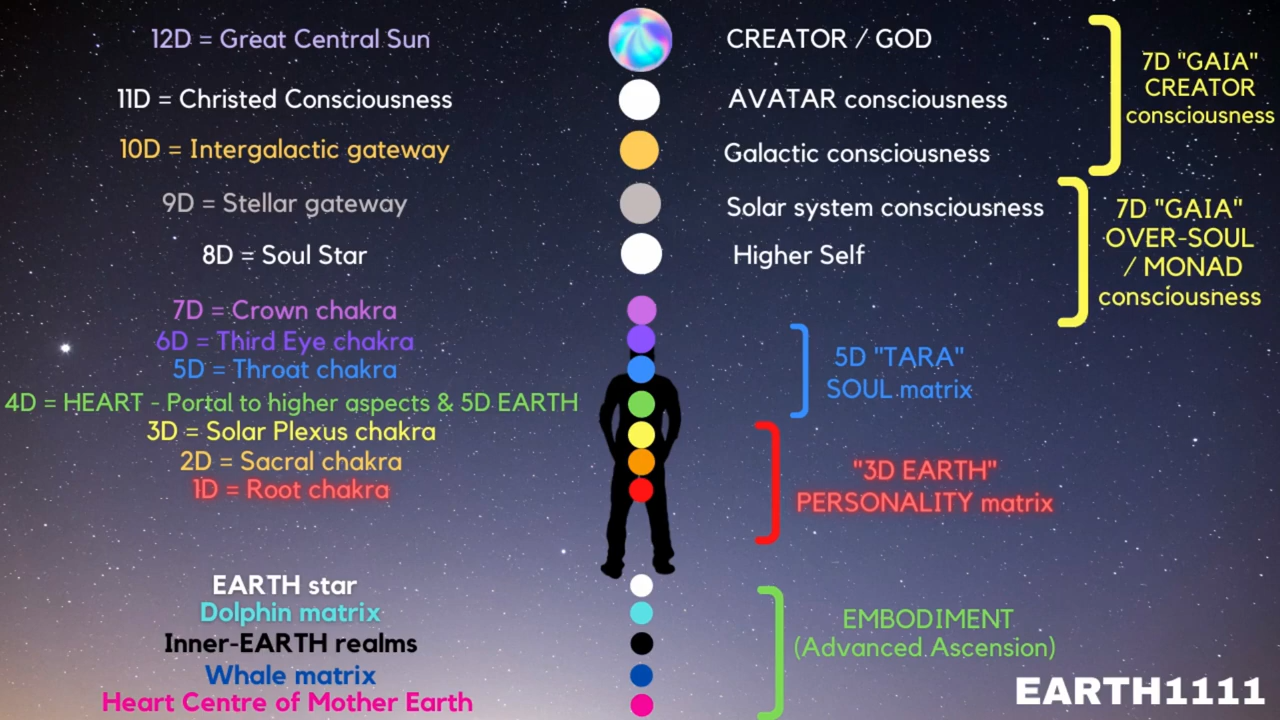 12D = Great Central Sun
CREATOR / GOD
11D = Christed Consciousness
AVATAR consciousness
7D "GAIA"
CREATOR
consciousness
10D = Intergalactic gateway
Galactic consciousness
9D = Stellar gateway
Solar system consciousness
8D = Soul Star
Higher Self
7D "GAIA"
OVER-SOUL
/ MONAD
consciousness
7D = Crown chakra
6D = Third Eye chakra
5D = Throat chakra
5D "TARA"
SOUL matrix
4D = HEART - Portal to higher aspects & 5D EARTH
3D = Solar Plexus chakra
2D = Sacral chakra
1D = Root chakra
"3D EARTH"
PERSONALITY matrix
EARTH star
Dolphin matrix
Inner-EARTH realms
Whale matrix
Heart Centre of Mother Earth
EMBODIMENT
(Advanced Ascension)
EARTH1111